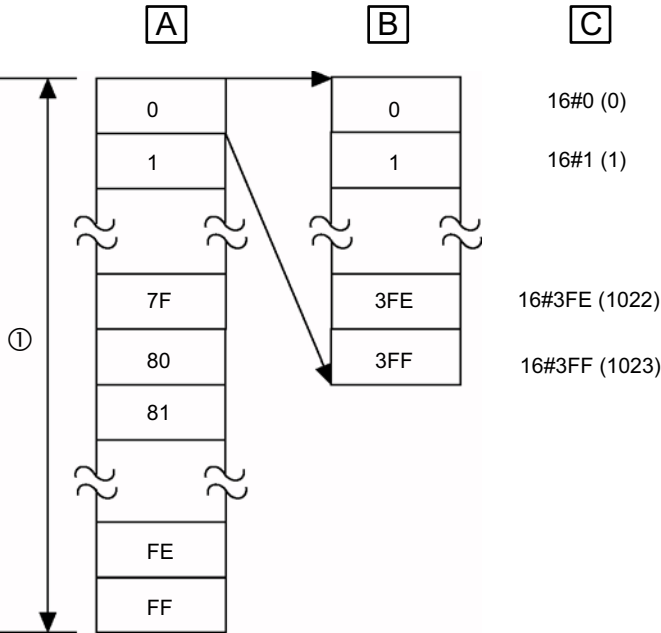 A B C
0 0 16#0 (0)
1 1 16#1 (1)
7F 3FE 16#3FE (1022)
①
80 3FF 16#3FF (1023)
81
FE
FF